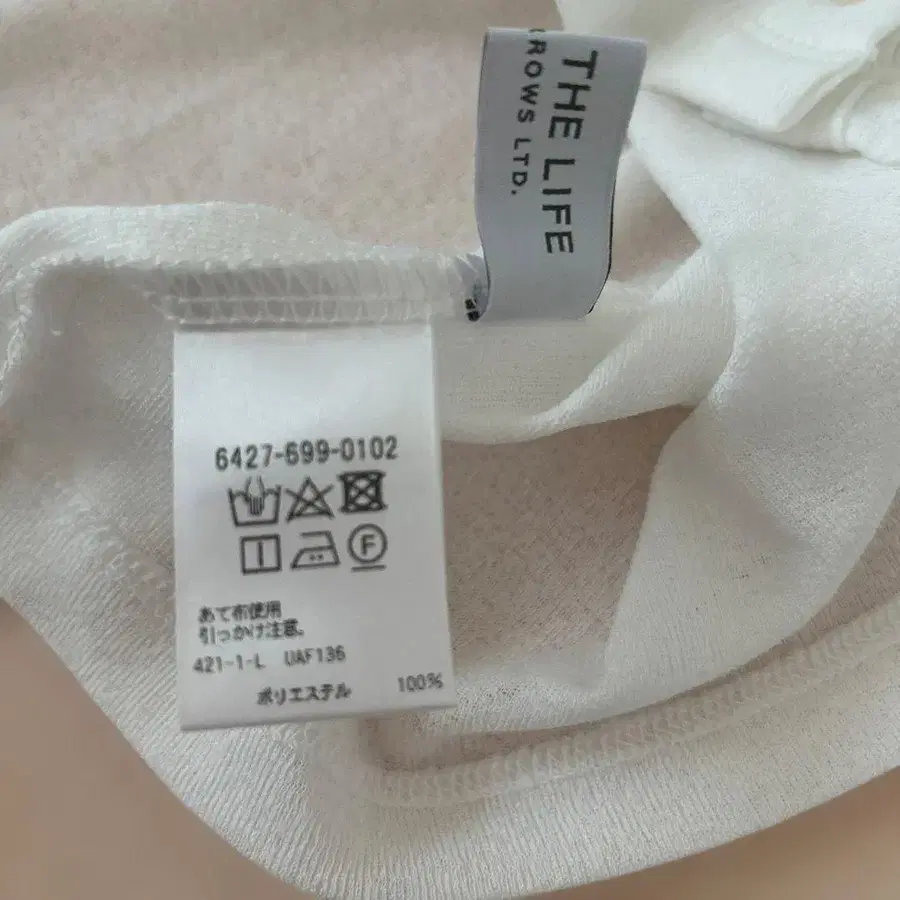 THE LIFE
ROWS LTD.
6427-699-0102
F
あて布使用
引っかけ注意。
421-1-L UAF136
ポリエステル 100%